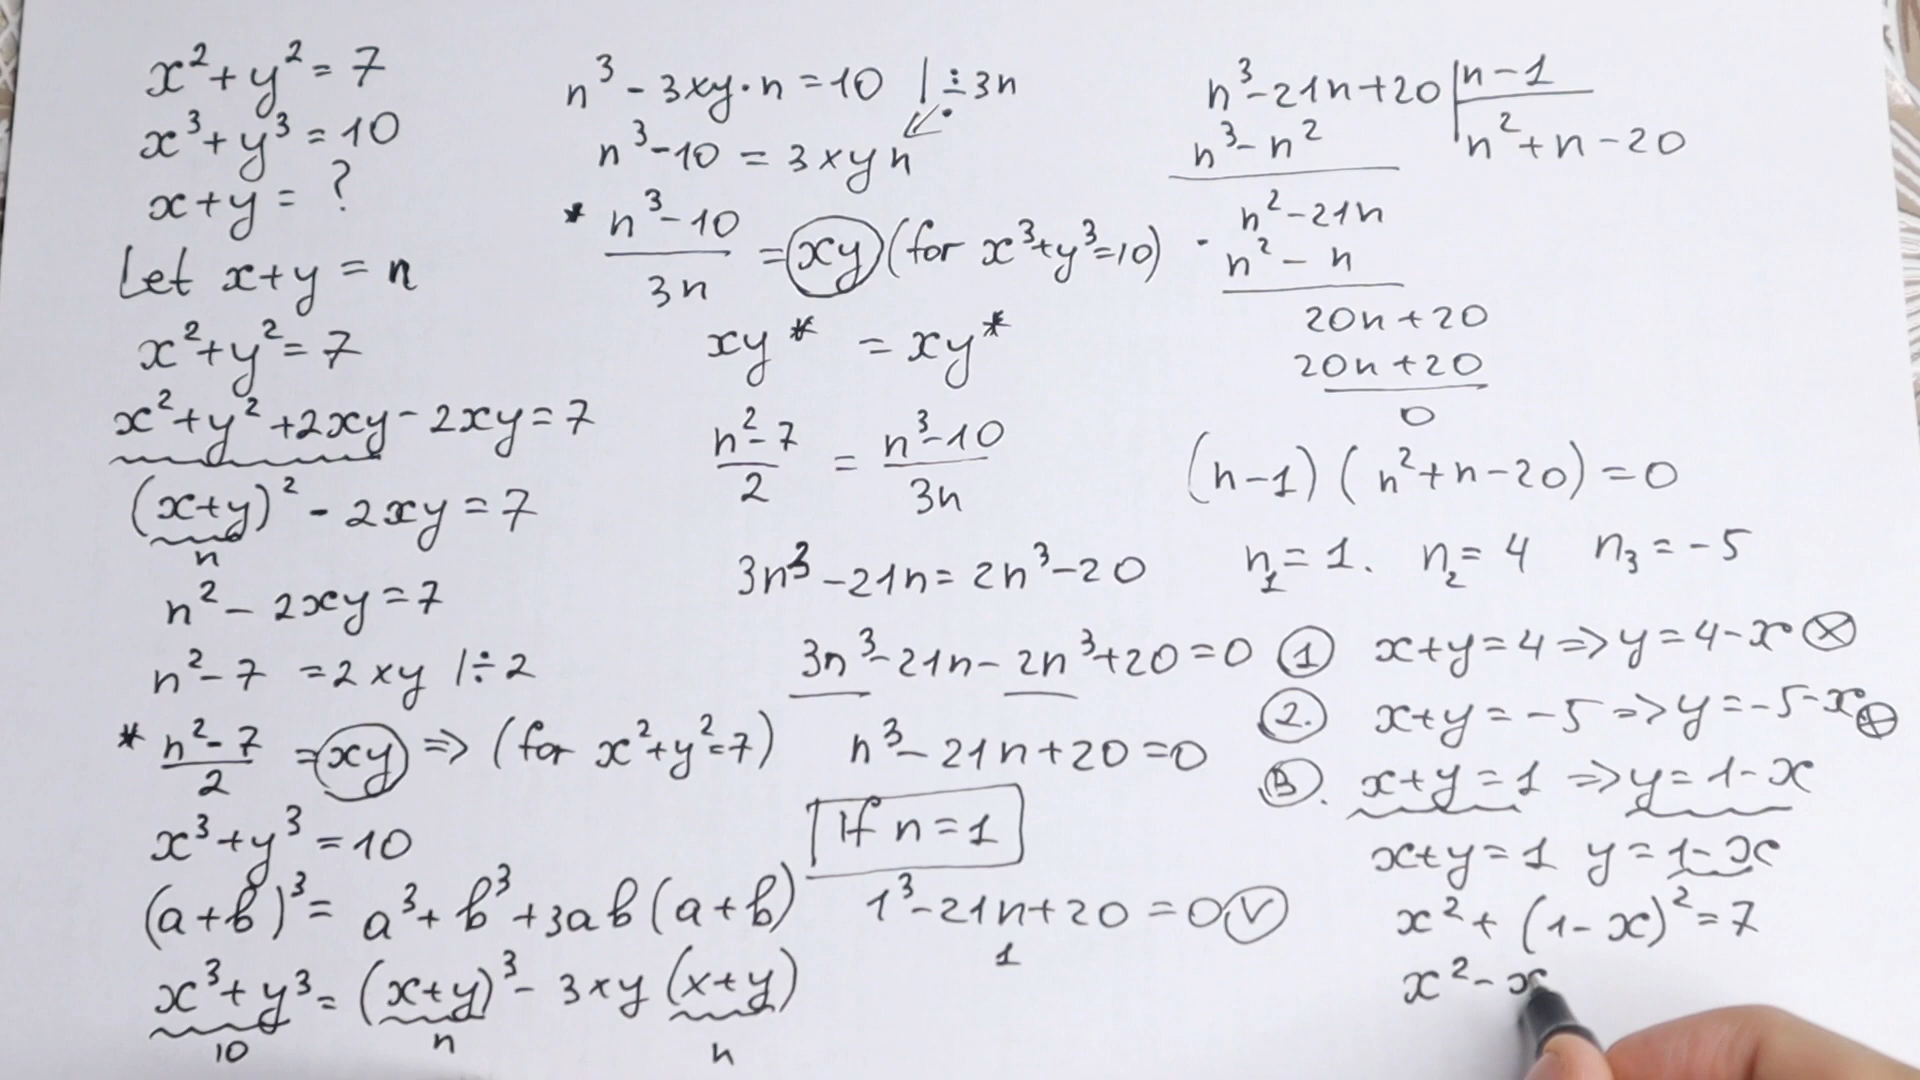 x² + y² = 7
x³ + y³ = 10
x + y = ?
Let x + y = n
x² + y² = 7
x² + y² + 2xy - 2xy = 7
(x+y)² - 2xy = 7
n
n² - 2xy = 7
n² - 7 = 2xy | ÷ 2
* (n² - 7)/2 = xy => (for x² + y² = 7)
x³ + y³ = 10
(a+b)³ = a³ + b³ + 3ab(a+b)
x³ + y³ = (x+y)³ - 3xy(x+y)
10 n n
n³ - 3xy·n = 10 | ÷ 3n
n³ - 10 = 3xyn
* (n³ - 10)/3n = xy (for x³ + y³ = 10)
xy* = xy*
(n² - 7)/2 = (n³ - 10)/3n
3n³ - 21n = 2n³ - 20
3n³ - 21n - 2n³ + 20 = 0
n³ - 21n + 20 = 0
If n = 1
1³ - 21n + 20 = 0 V
1
n³ - 21n + 20 | n - 1
n³ - n² | n² + n - 20
n² - 21n
- n² - n
20n + 20
20n + 20
0
(n-1)(n² + n - 20) = 0
n₁ = 1. n₂ = 4 n₃ = -5
① x + y = 4 => y = 4 - x ⊗
②. x + y = -5 => y = -5 - x ⊕
③. x + y = 1 => y = 1 - x
x + y = 1 y = 1 - x
x² + (1 - x)² = 7
x² - x